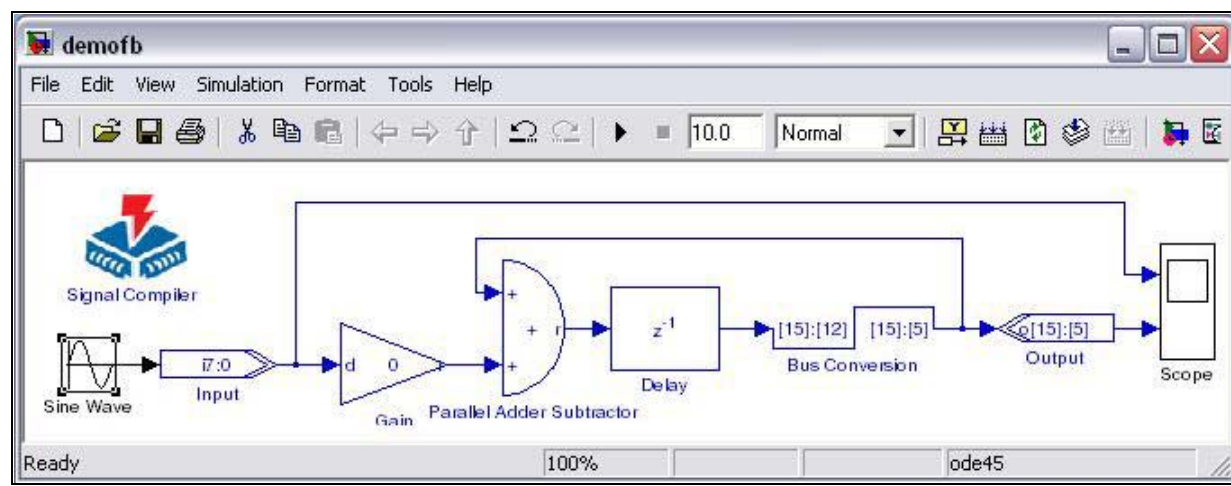 demofb
File Edit View Simulation Format Tools Help
10.0 Normal
Signal Compiler
Sine Wave
i7:0
Input
d 0
Gain
+
+ r
+
Parallel Adder Subtractor
z-1
Delay
[15]:[12] [15]:[5]
Bus Conversion
o[15]:[5]
Output
Scope
Ready 100% ode45